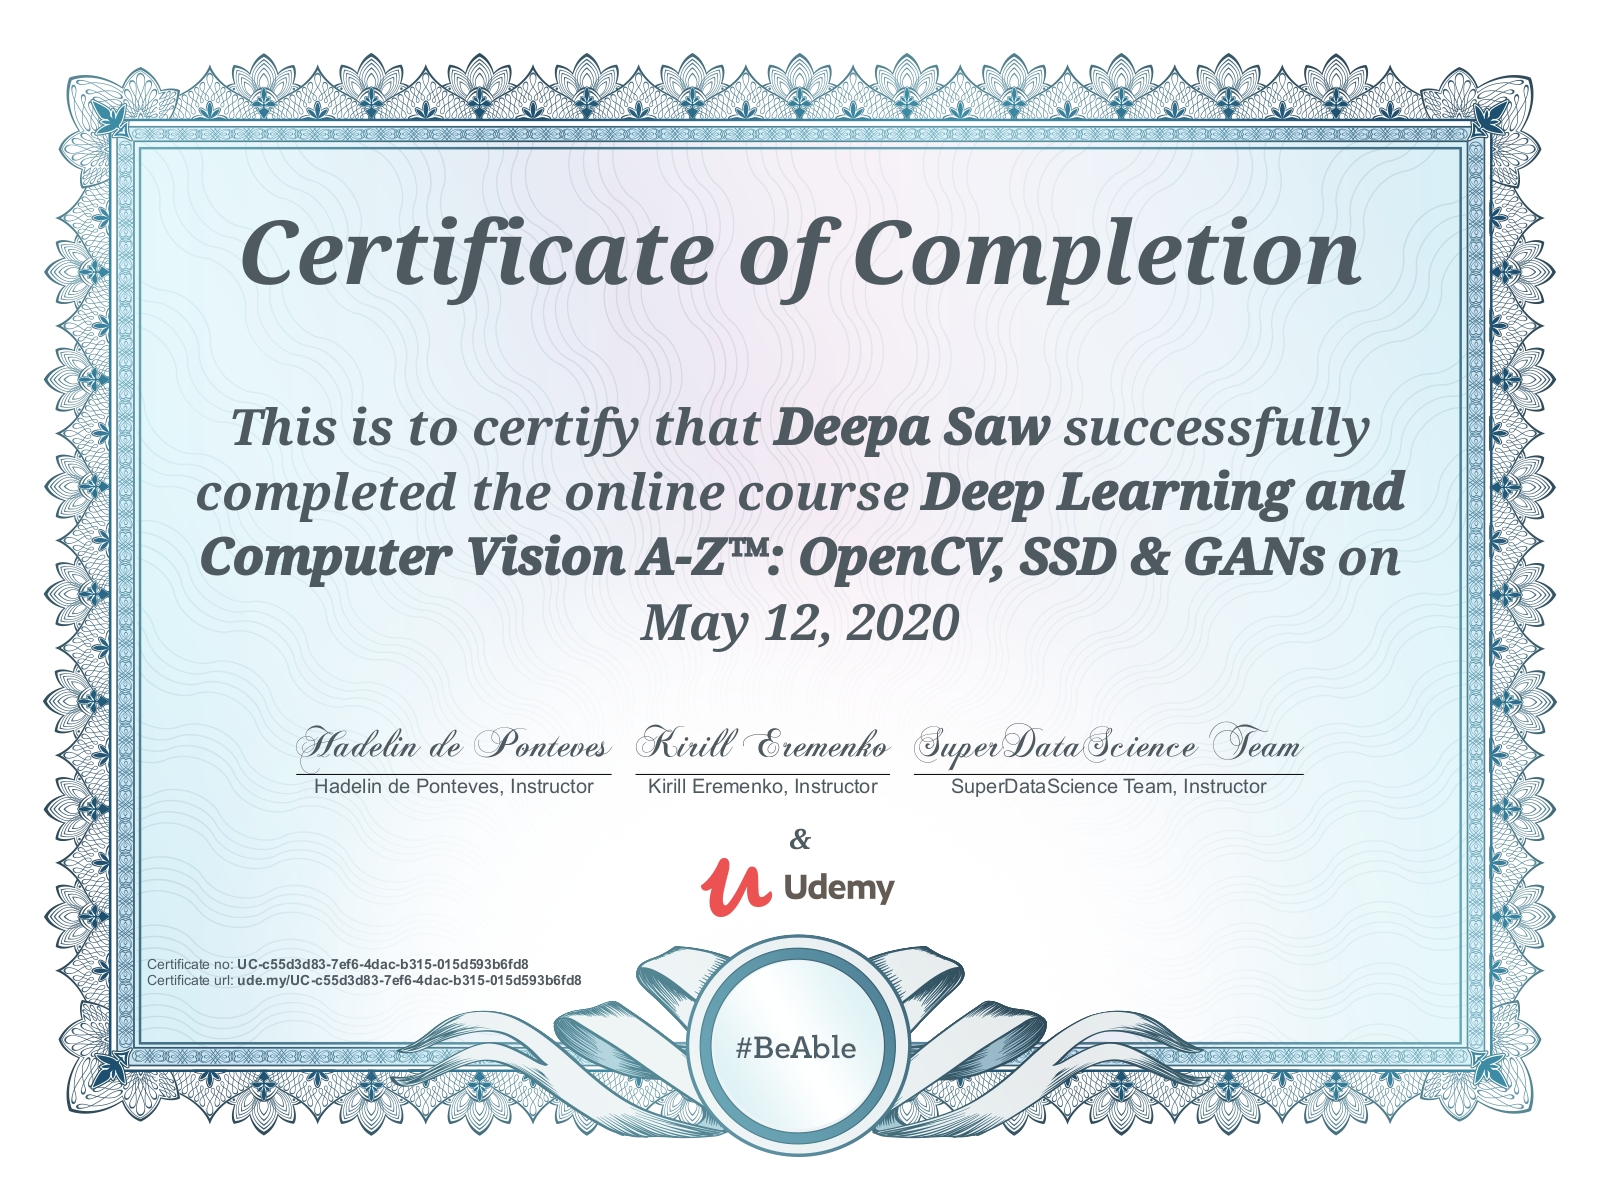 Certificate of Completion
This is to certify that Deepa Saw successfully
completed the online course Deep Learning and
Computer Vision A-Z™: OpenCV, SSD & GANs on
May 12, 2020
Hadelin de Ponteves Kirill Eremenko SuperDataScience Team
Hadelin de Ponteves, Instructor Kirill Eremenko, Instructor SuperDataScience Team, Instructor
&
Udemy
Certificate no: UC-c55d3d83-7ef6-4dac-b315-015d593b6fd8
Certificate url: ude.my/UC-c55d3d83-7ef6-4dac-b315-015d593b6fd8
#BeAble